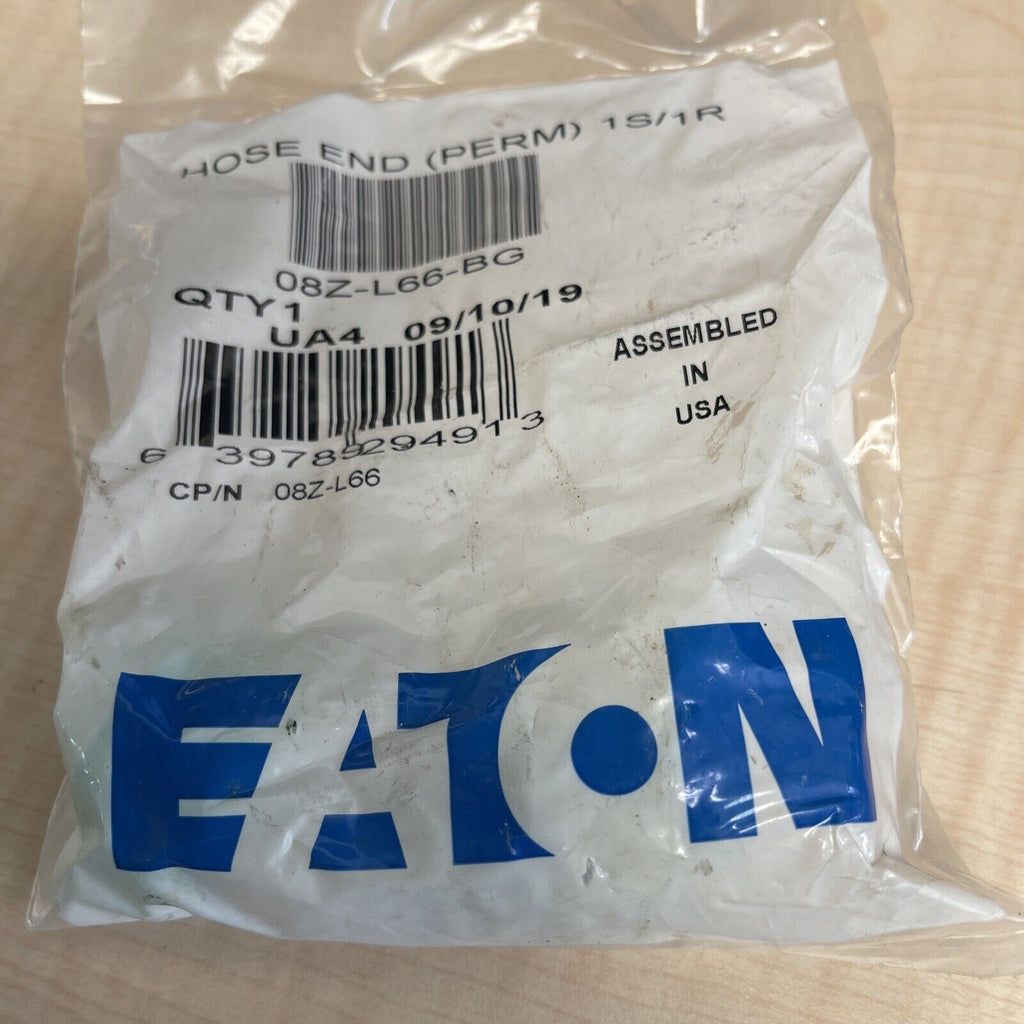 HOSE END (PERM) 1S/1R
08Z-L66-BG
QTY1
UA4 09/10/19
ASSEMBLED
IN
USA
6 39789 29491 3
CP/N 08Z-L66
EATON